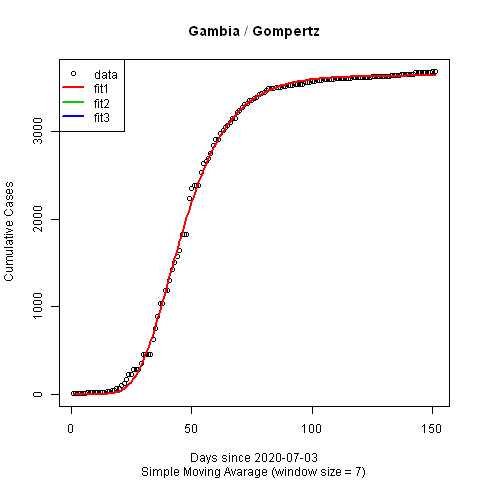 Gambia / Gompertz
data
fit1
fit2
fit3
Cumulative Cases
0
1000
2000
3000
0
50
100
150
Days since 2020-07-03
Simple Moving Avarage (window size = 7)